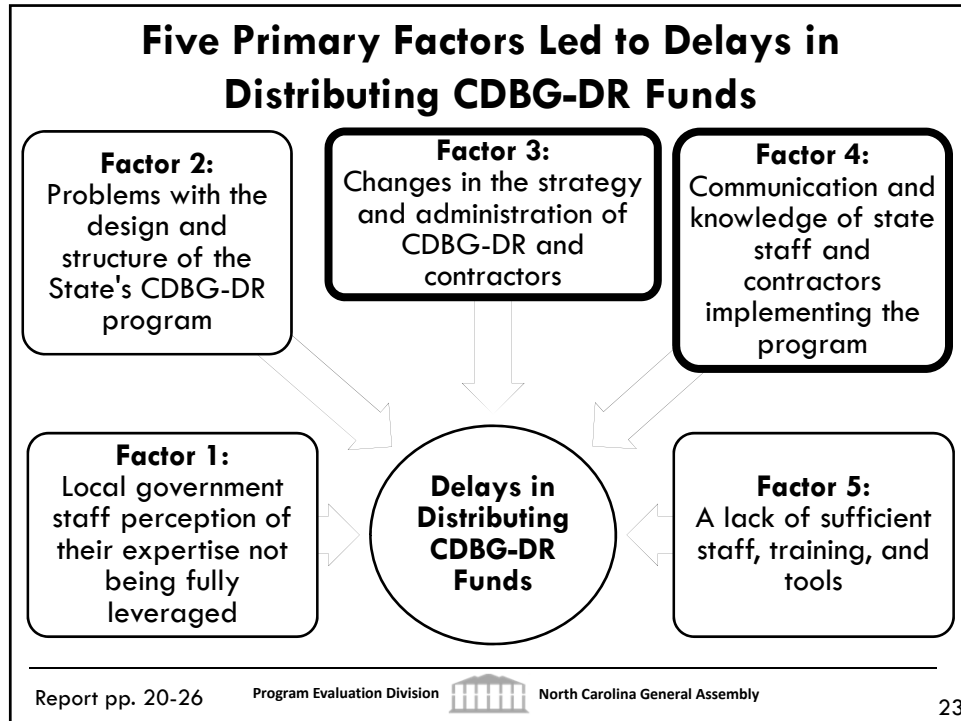 Five Primary Factors Led to Delays in
Distributing CDBG-DR Funds
Factor 2:
Problems with the
design and
structure of the
State's CDBG-DR
program
Factor 3:
Changes in the strategy
and administration of
CDBG-DR and
contractors
Factor 4:
Communication and
knowledge of state
staff and
contractors
implementing the
program
Factor 1:
Local government
staff perception of
their expertise not
being fully
leveraged
Delays in
Distributing
CDBG-DR
Funds
Factor 5:
A lack of sufficient
staff, training, and
tools
Report pp. 20-26 Program Evaluation Division North Carolina General Assembly 23